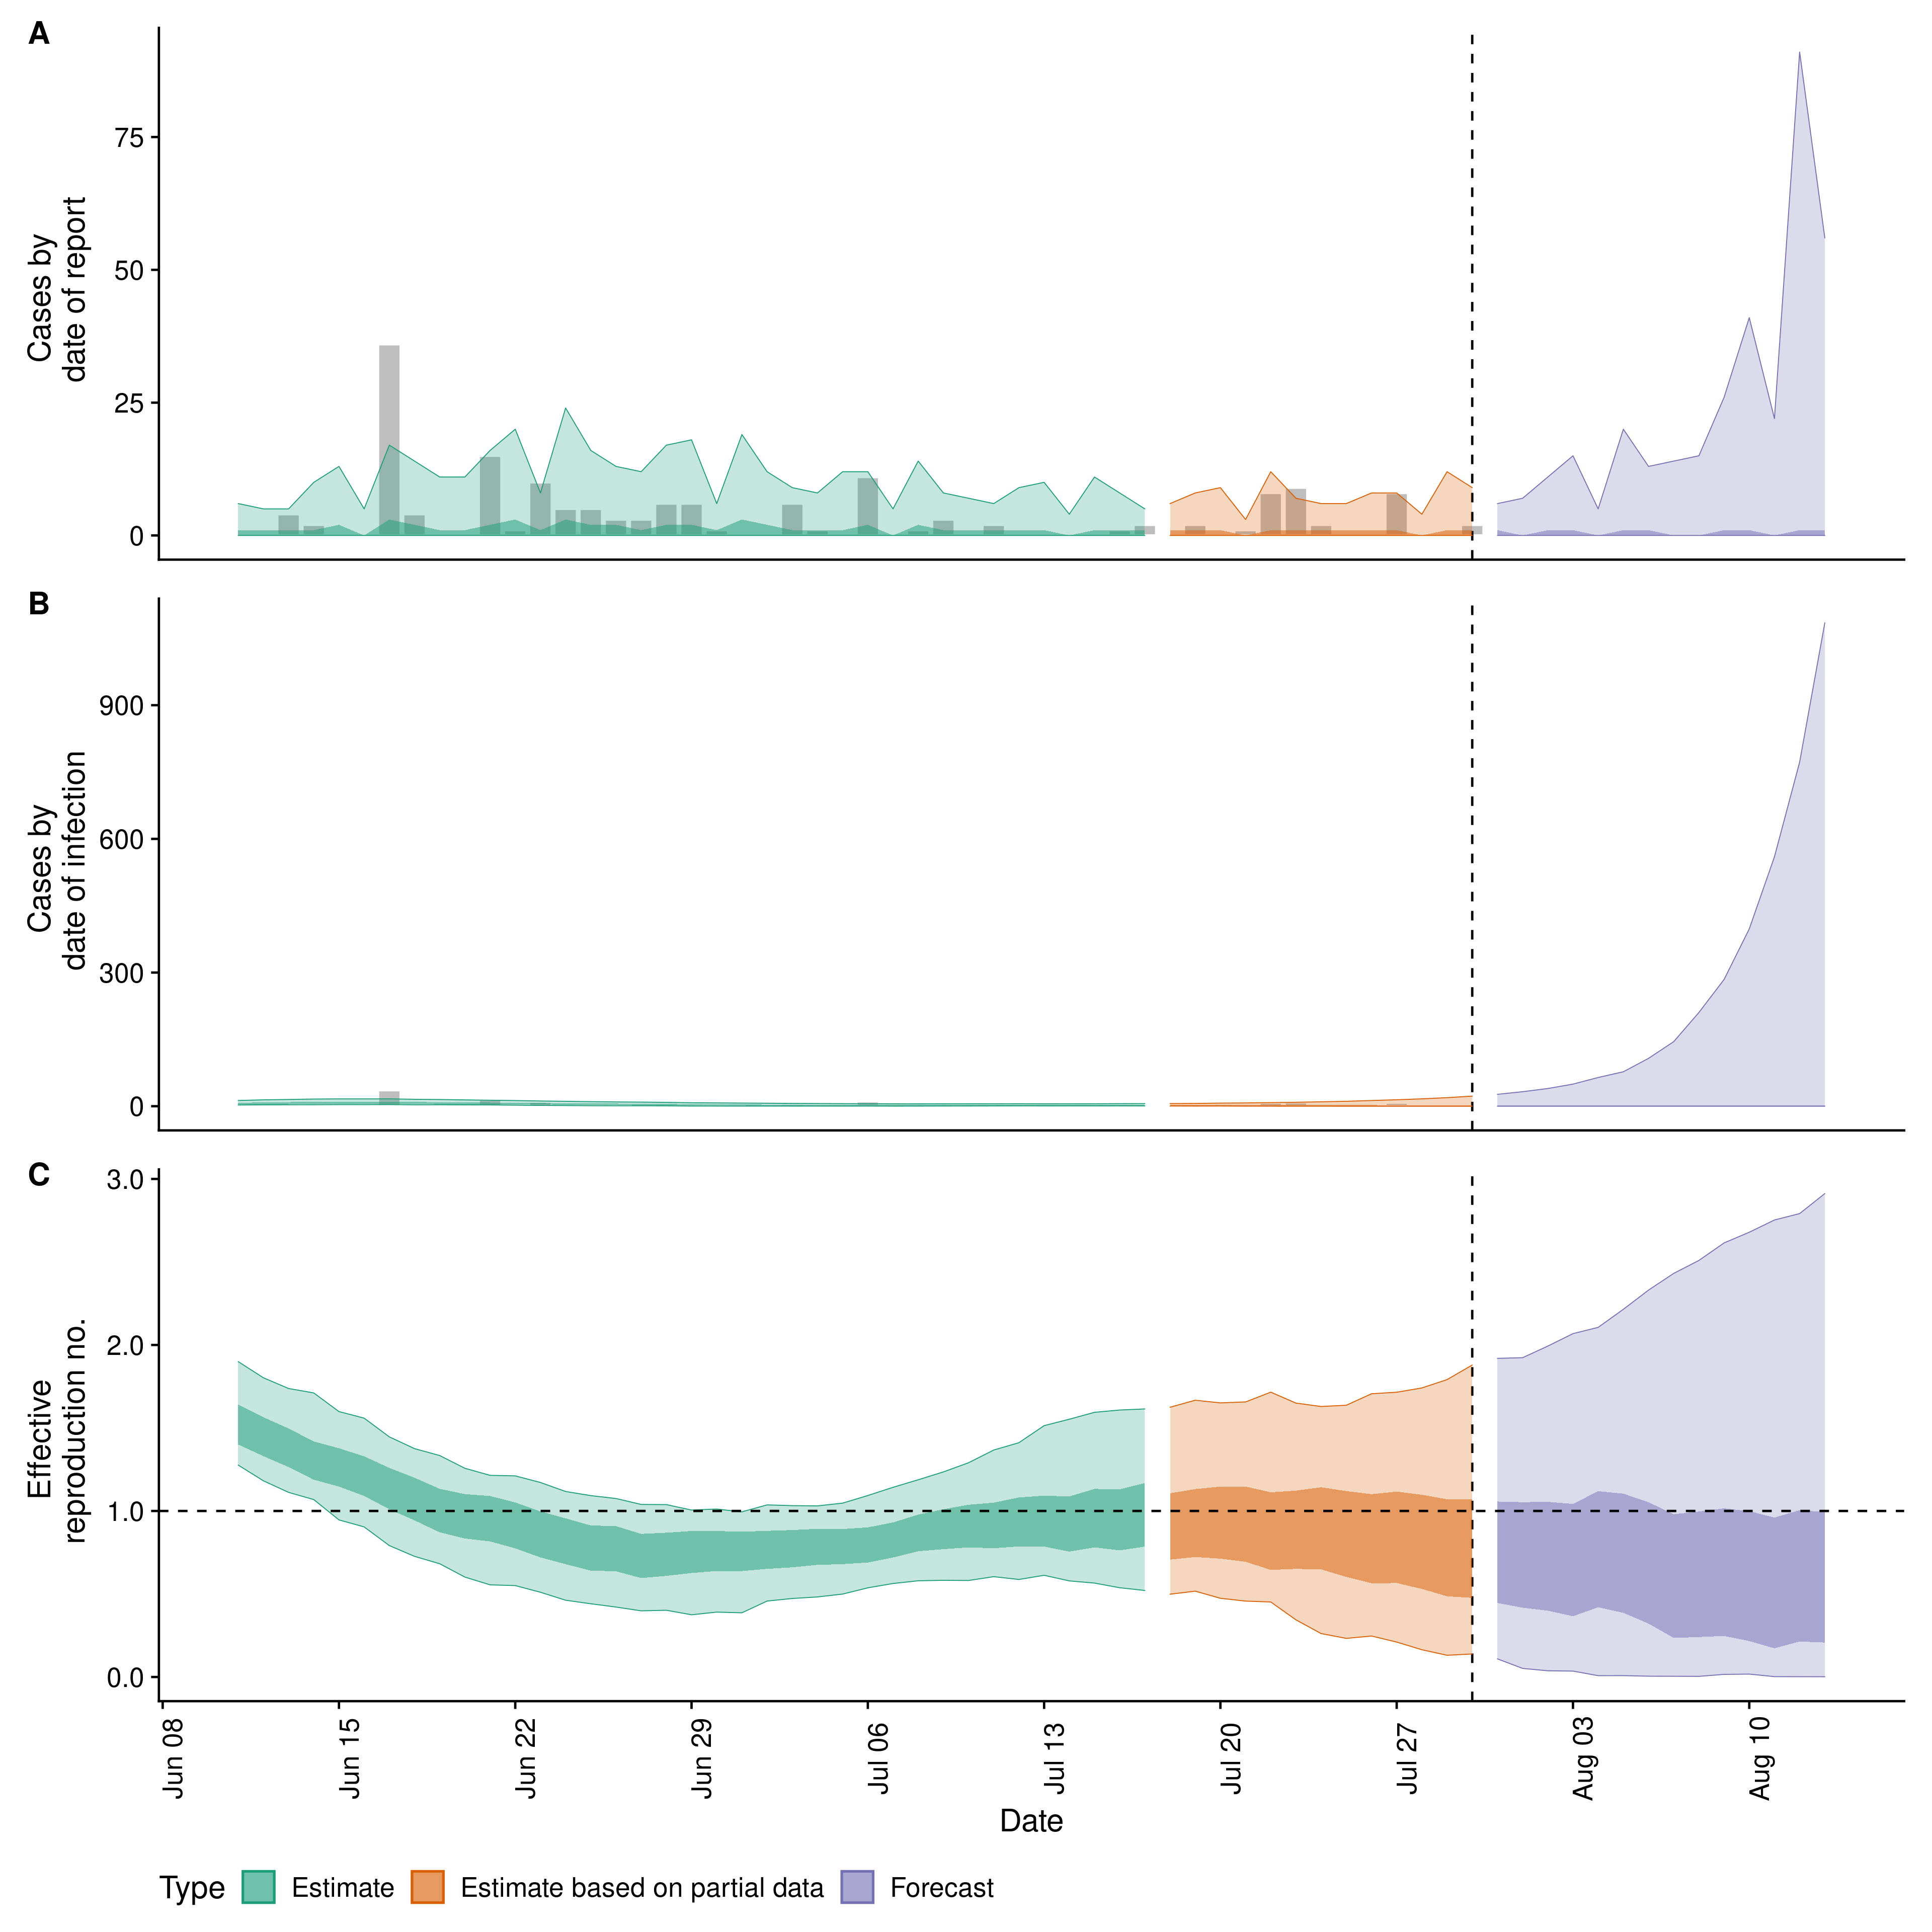 A
Cases by
date of report
75
50
25
0
B
Cases by
date of infection
900
600
300
0
C
Effective
reproduction no.
3.0
2.0
1.0
0.0
Jun 08
Jun 15
Jun 22
Jun 29
Jul 06
Jul 13
Jul 20
Jul 27
Aug 03
Aug 10
Date
Type Estimate Estimate based on partial data Forecast